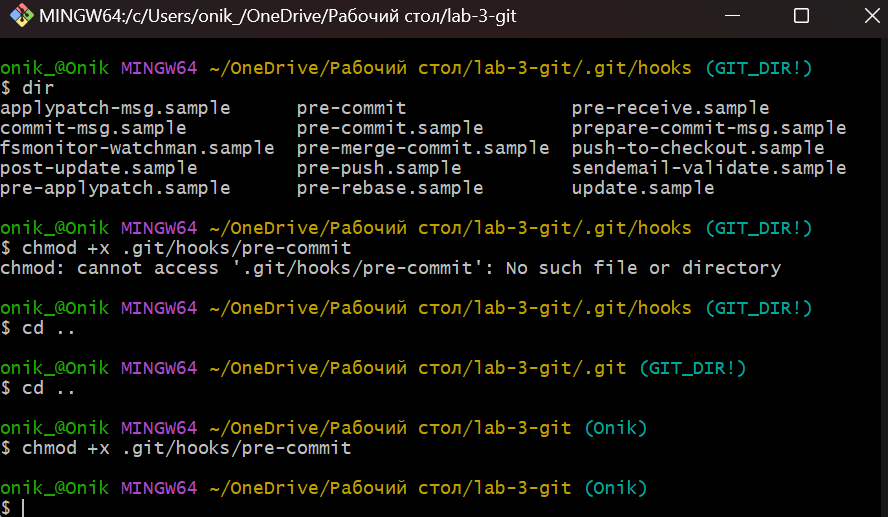 MINGW64:/c/Users/onik_/OneDrive/Рабочий стол/lab-3-git
onik_@Onik MINGW64 ~/OneDrive/Рабочий стол/lab-3-git/.git/hooks (GIT_DIR!)
$ dir
applypatch-msg.sample      pre-commit               pre-receive.sample
commit-msg.sample          pre-commit.sample        prepare-commit-msg.sample
fsmonitor-watchman.sample  pre-merge-commit.sample  push-to-checkout.sample
post-update.sample         pre-push.sample          sendemail-validate.sample
pre-applypatch.sample      pre-rebase.sample        update.sample
onik_@Onik MINGW64 ~/OneDrive/Рабочий стол/lab-3-git/.git/hooks (GIT_DIR!)
$ chmod +x .git/hooks/pre-commit
chmod: cannot access '.git/hooks/pre-commit': No such file or directory
onik_@Onik MINGW64 ~/OneDrive/Рабочий стол/lab-3-git/.git/hooks (GIT_DIR!)
$ cd ..
onik_@Onik MINGW64 ~/OneDrive/Рабочий стол/lab-3-git/.git (GIT_DIR!)
$ cd ..
onik_@Onik MINGW64 ~/OneDrive/Рабочий стол/lab-3-git (Onik)
$ chmod +x .git/hooks/pre-commit
onik_@Onik MINGW64 ~/OneDrive/Рабочий стол/lab-3-git (Onik)
$